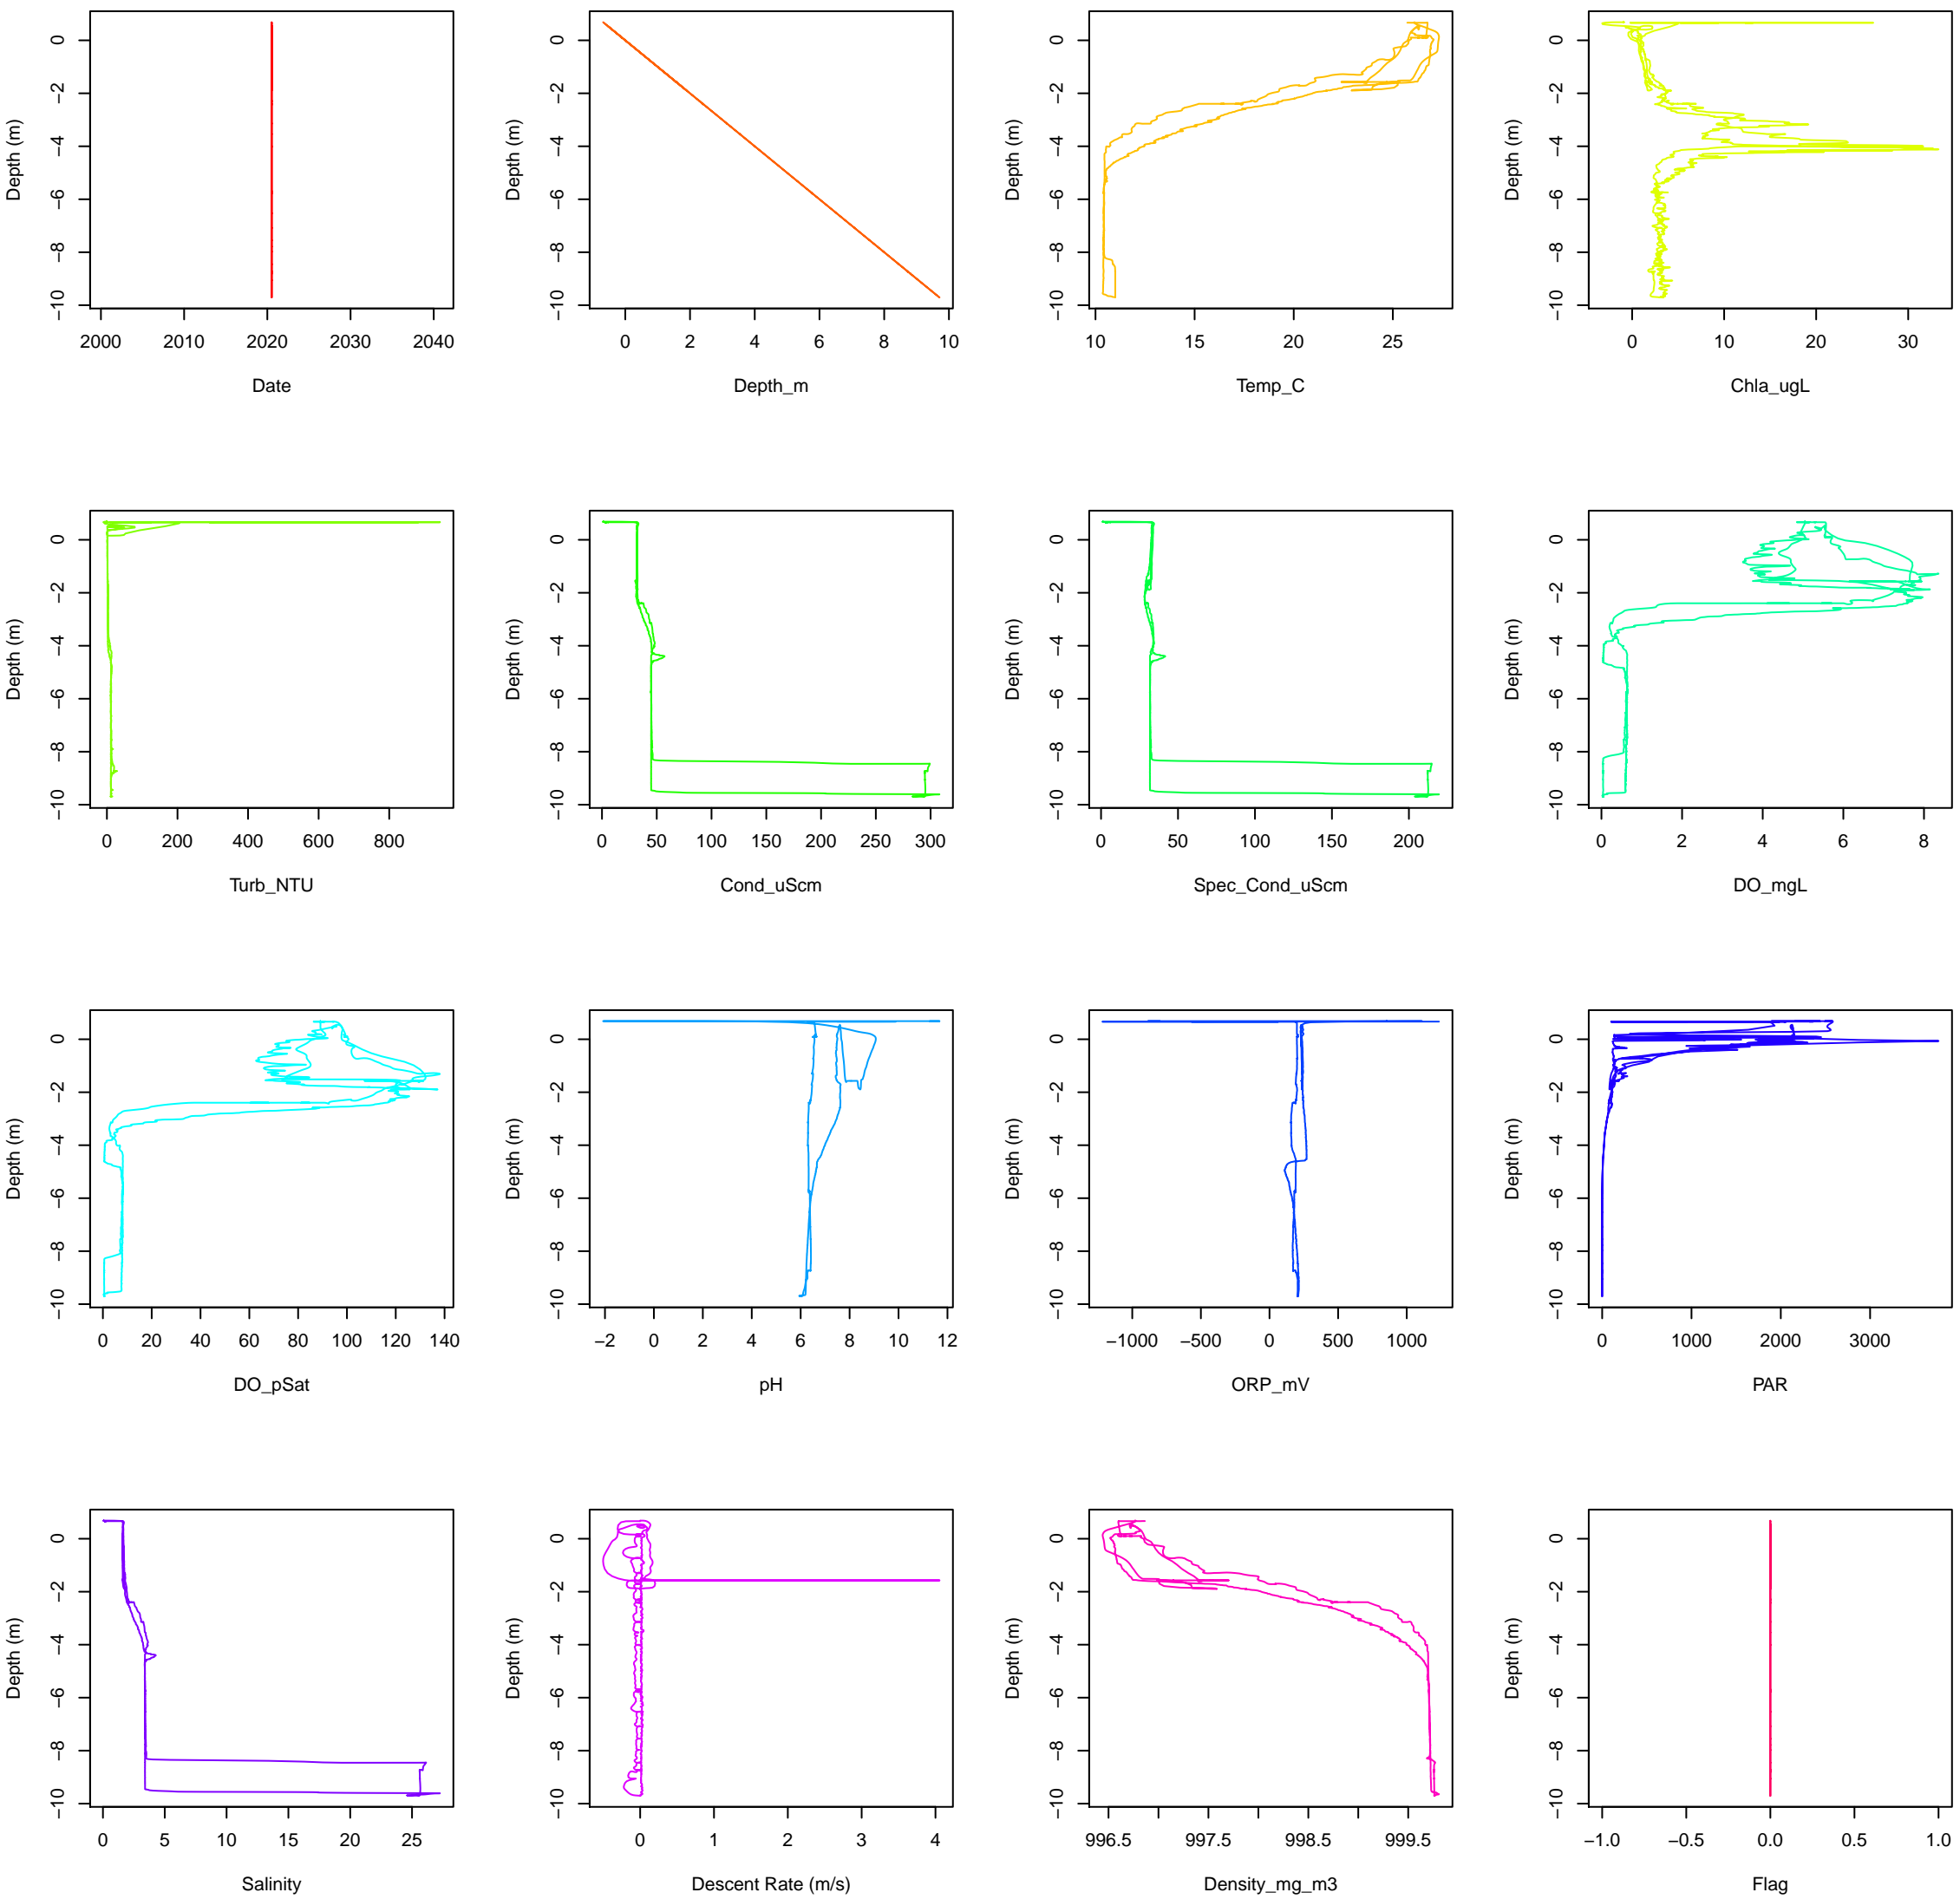 Depth (m)
0
−2
−4
−6
−8
−10
2000 2010 2020 2030 2040
Date
Depth (m)
0
−2
−4
−6
−8
−10
0 2 4 6 8 10
Depth_m
Depth (m)
0
−2
−4
−6
−8
−10
10 15 20 25
Temp_C
Depth (m)
0
−2
−4
−6
−8
−10
0 10 20 30
Chla_ugL
Depth (m)
0
−2
−4
−6
−8
−10
0 200 400 600 800
Turb_NTU
Depth (m)
0
−2
−4
−6
−8
−10
0 50 100 150 200 250 300
Cond_uScm
Depth (m)
0
−2
−4
−6
−8
−10
0 50 100 150 200
Spec_Cond_uScm
Depth (m)
0
−2
−4
−6
−8
−10
0 2 4 6 8
DO_mgL
Depth (m)
0
−2
−4
−6
−8
−10
0 20 40 60 80 100 120 140
DO_pSat
Depth (m)
0
−2
−4
−6
−8
−10
−2 0 2 4 6 8 10 12
pH
Depth (m)
0
−2
−4
−6
−8
−10
−1000 −500 0 500 1000
ORP_mV
Depth (m)
0
−2
−4
−6
−8
−10
0 1000 2000 3000
PAR
Depth (m)
0
−2
−4
−6
−8
−10
0 5 10 15 20 25
Salinity
Depth (m)
0
−2
−4
−6
−8
−10
0 1 2 3 4
Descent Rate (m/s)
Depth (m)
0
−2
−4
−6
−8
−10
996.5 997.5 998.5 999.5
Density_mg_m3
Depth (m)
0
−2
−4
−6
−8
−10
−1.0 −0.5 0.0 0.5 1.0
Flag